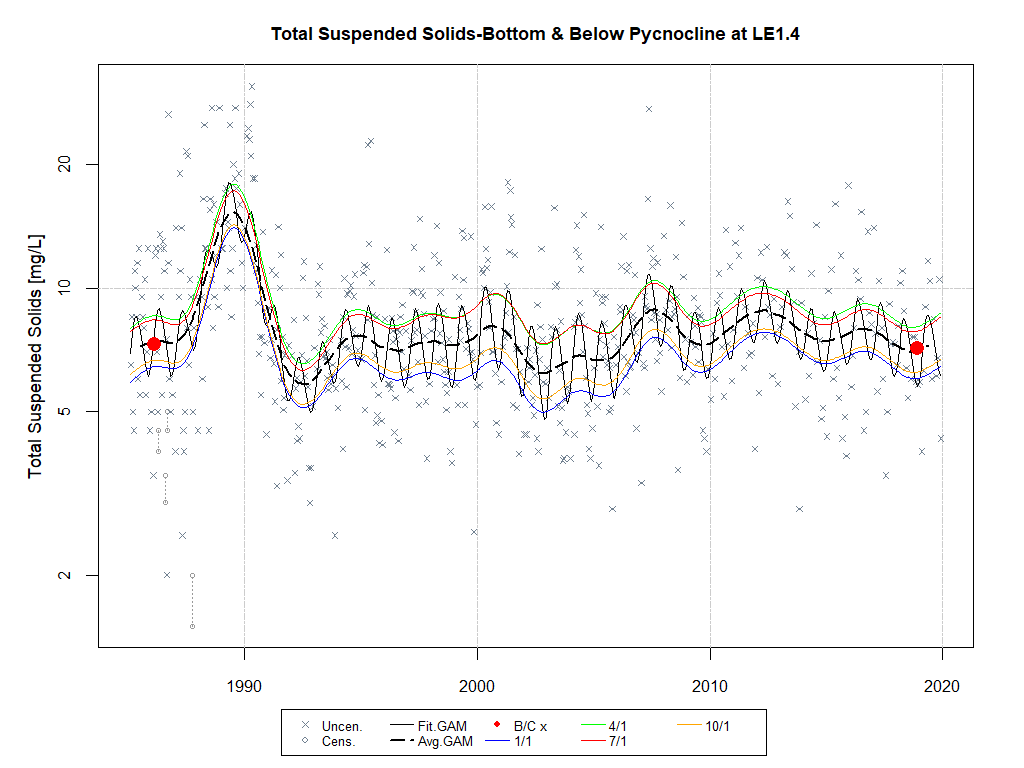 Total Suspended Solids-Bottom & Below Pycnocline at LE1.4
Total Suspended Solids [mg/L]
20
10
5
2
1990 2000 2010 2020
Uncen. Fit.GAM B/C x 4/1 10/1
Cens. Avg.GAM 1/1 7/1